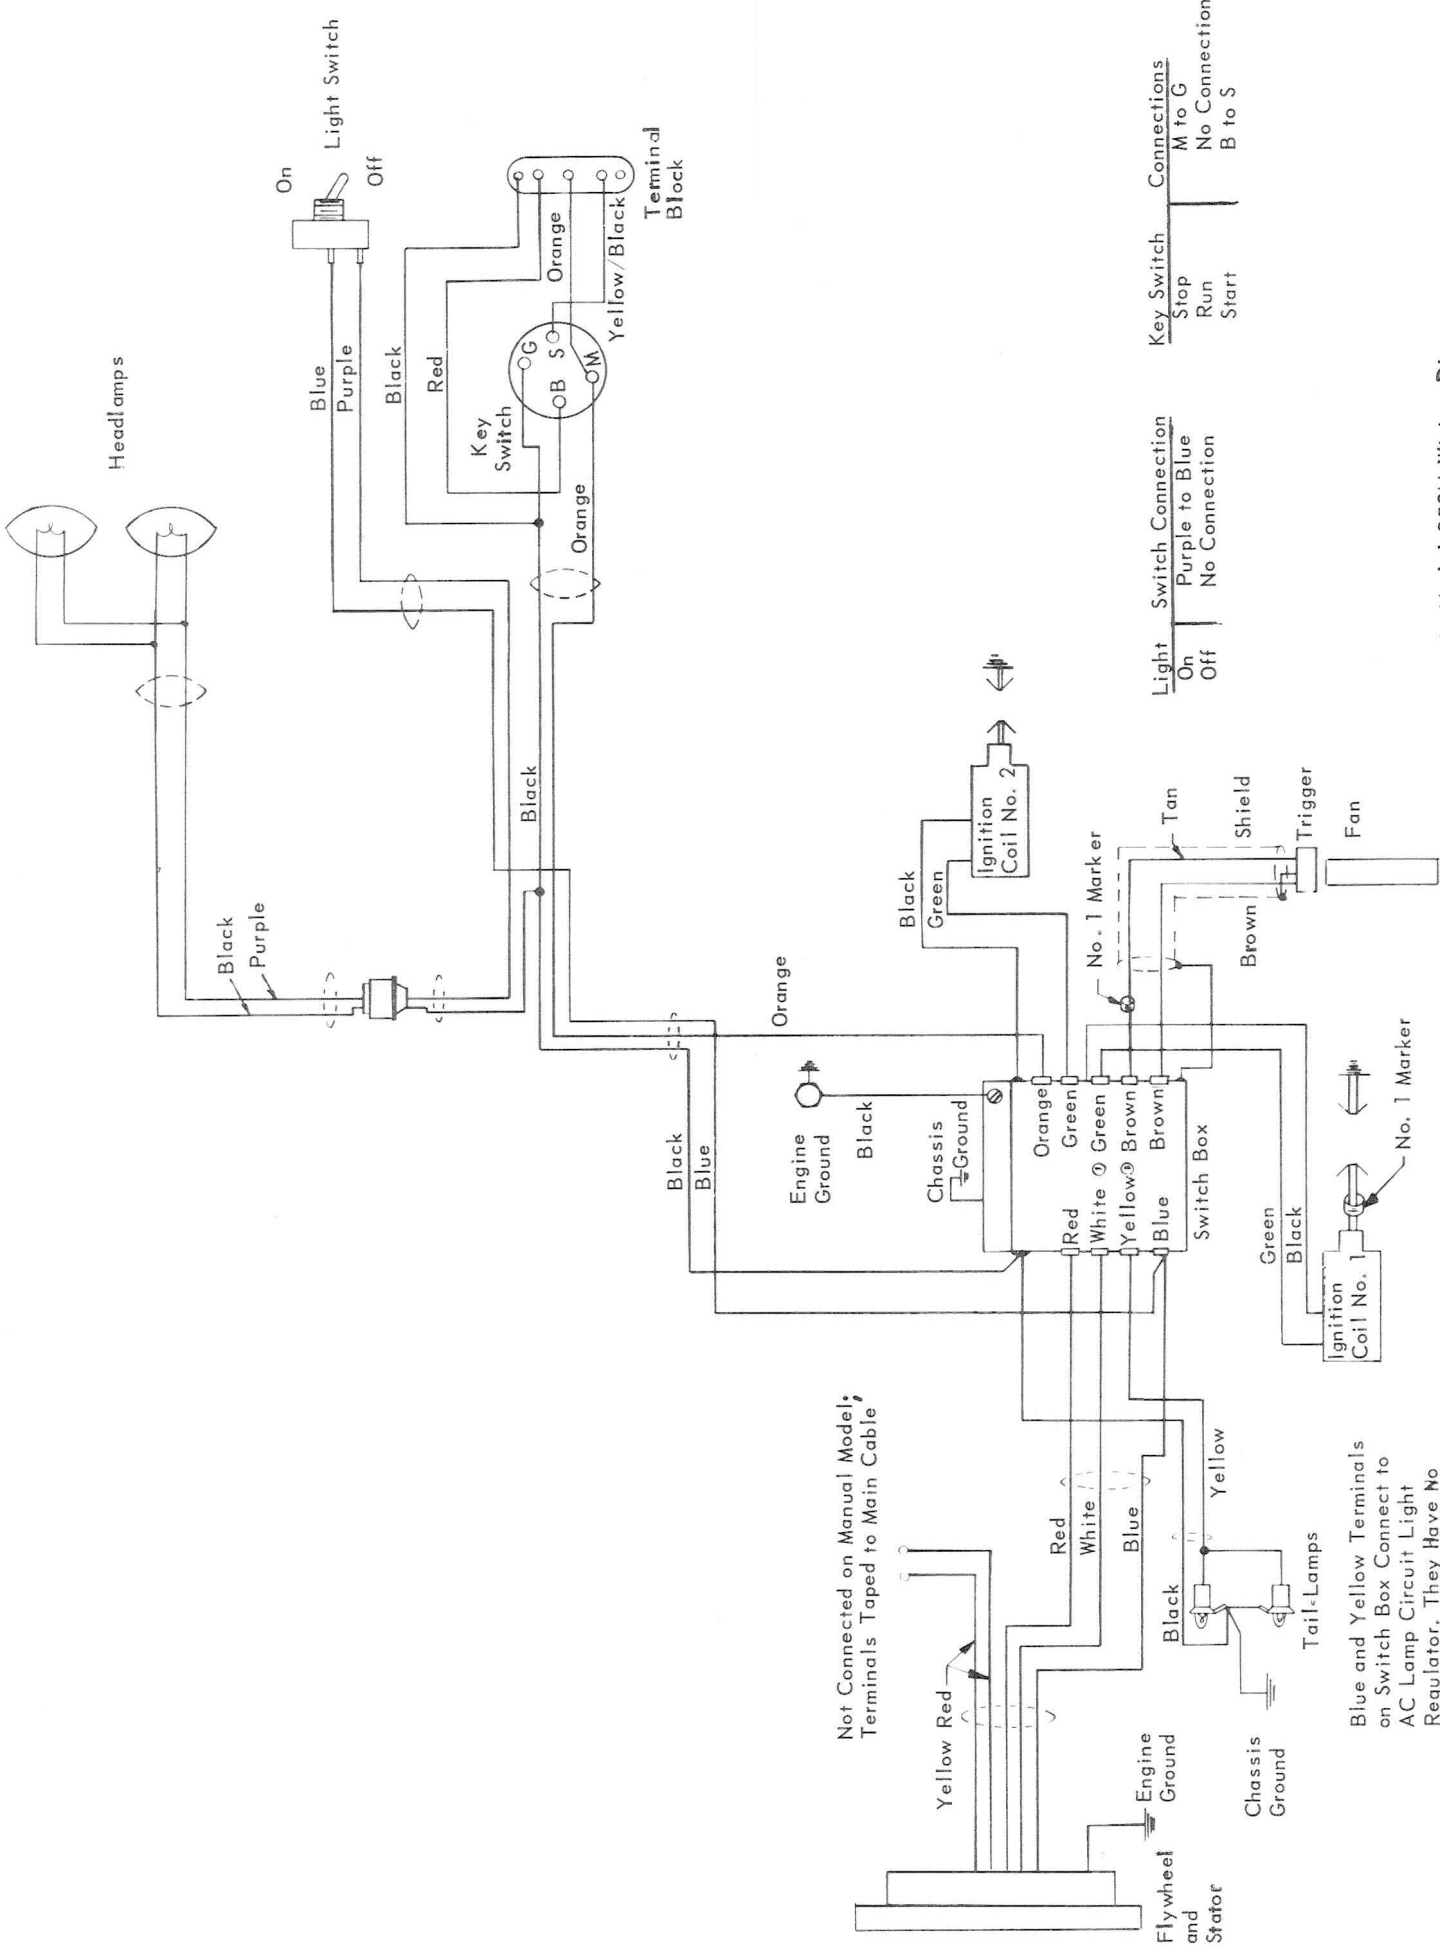 Headlamps
On
Light Switch
Off
Blue
Purple
Black
Red
Key
Switch
G
S
B
M
Orange
Yellow/Black
Terminal
Block
Orange
Black
Purple
Black
Orange
Black
Blue
Engine
Ground
Black
Chassis
Ground
Black
Green
Ignition
Coil No. 2
No. 1 Marker
Tan
Shield
Trigger
Fan
Brown
Orange
Green
Red
White ① Green
Yellow Brown
Blue
Brown
Switch Box
Green
Black
Ignition
Coil No. 1
No. 1 Marker
Not Connected on Manual Model;
Terminals Taped to Main Cable
Yellow Red
Red
White
Blue
Yellow
Black
Tail-Lamps
Engine
Ground
Chassis
Ground
Flywheel
and
Stator
Blue and Yellow Terminals
on Switch Box Connect to
AC Lamp Circuit Light
Regulator. They Have No
Light Switch Connection
On Purple to Blue
Off No Connection
Key Switch Connections
Stop M to G
Run No Connection
Start B to S